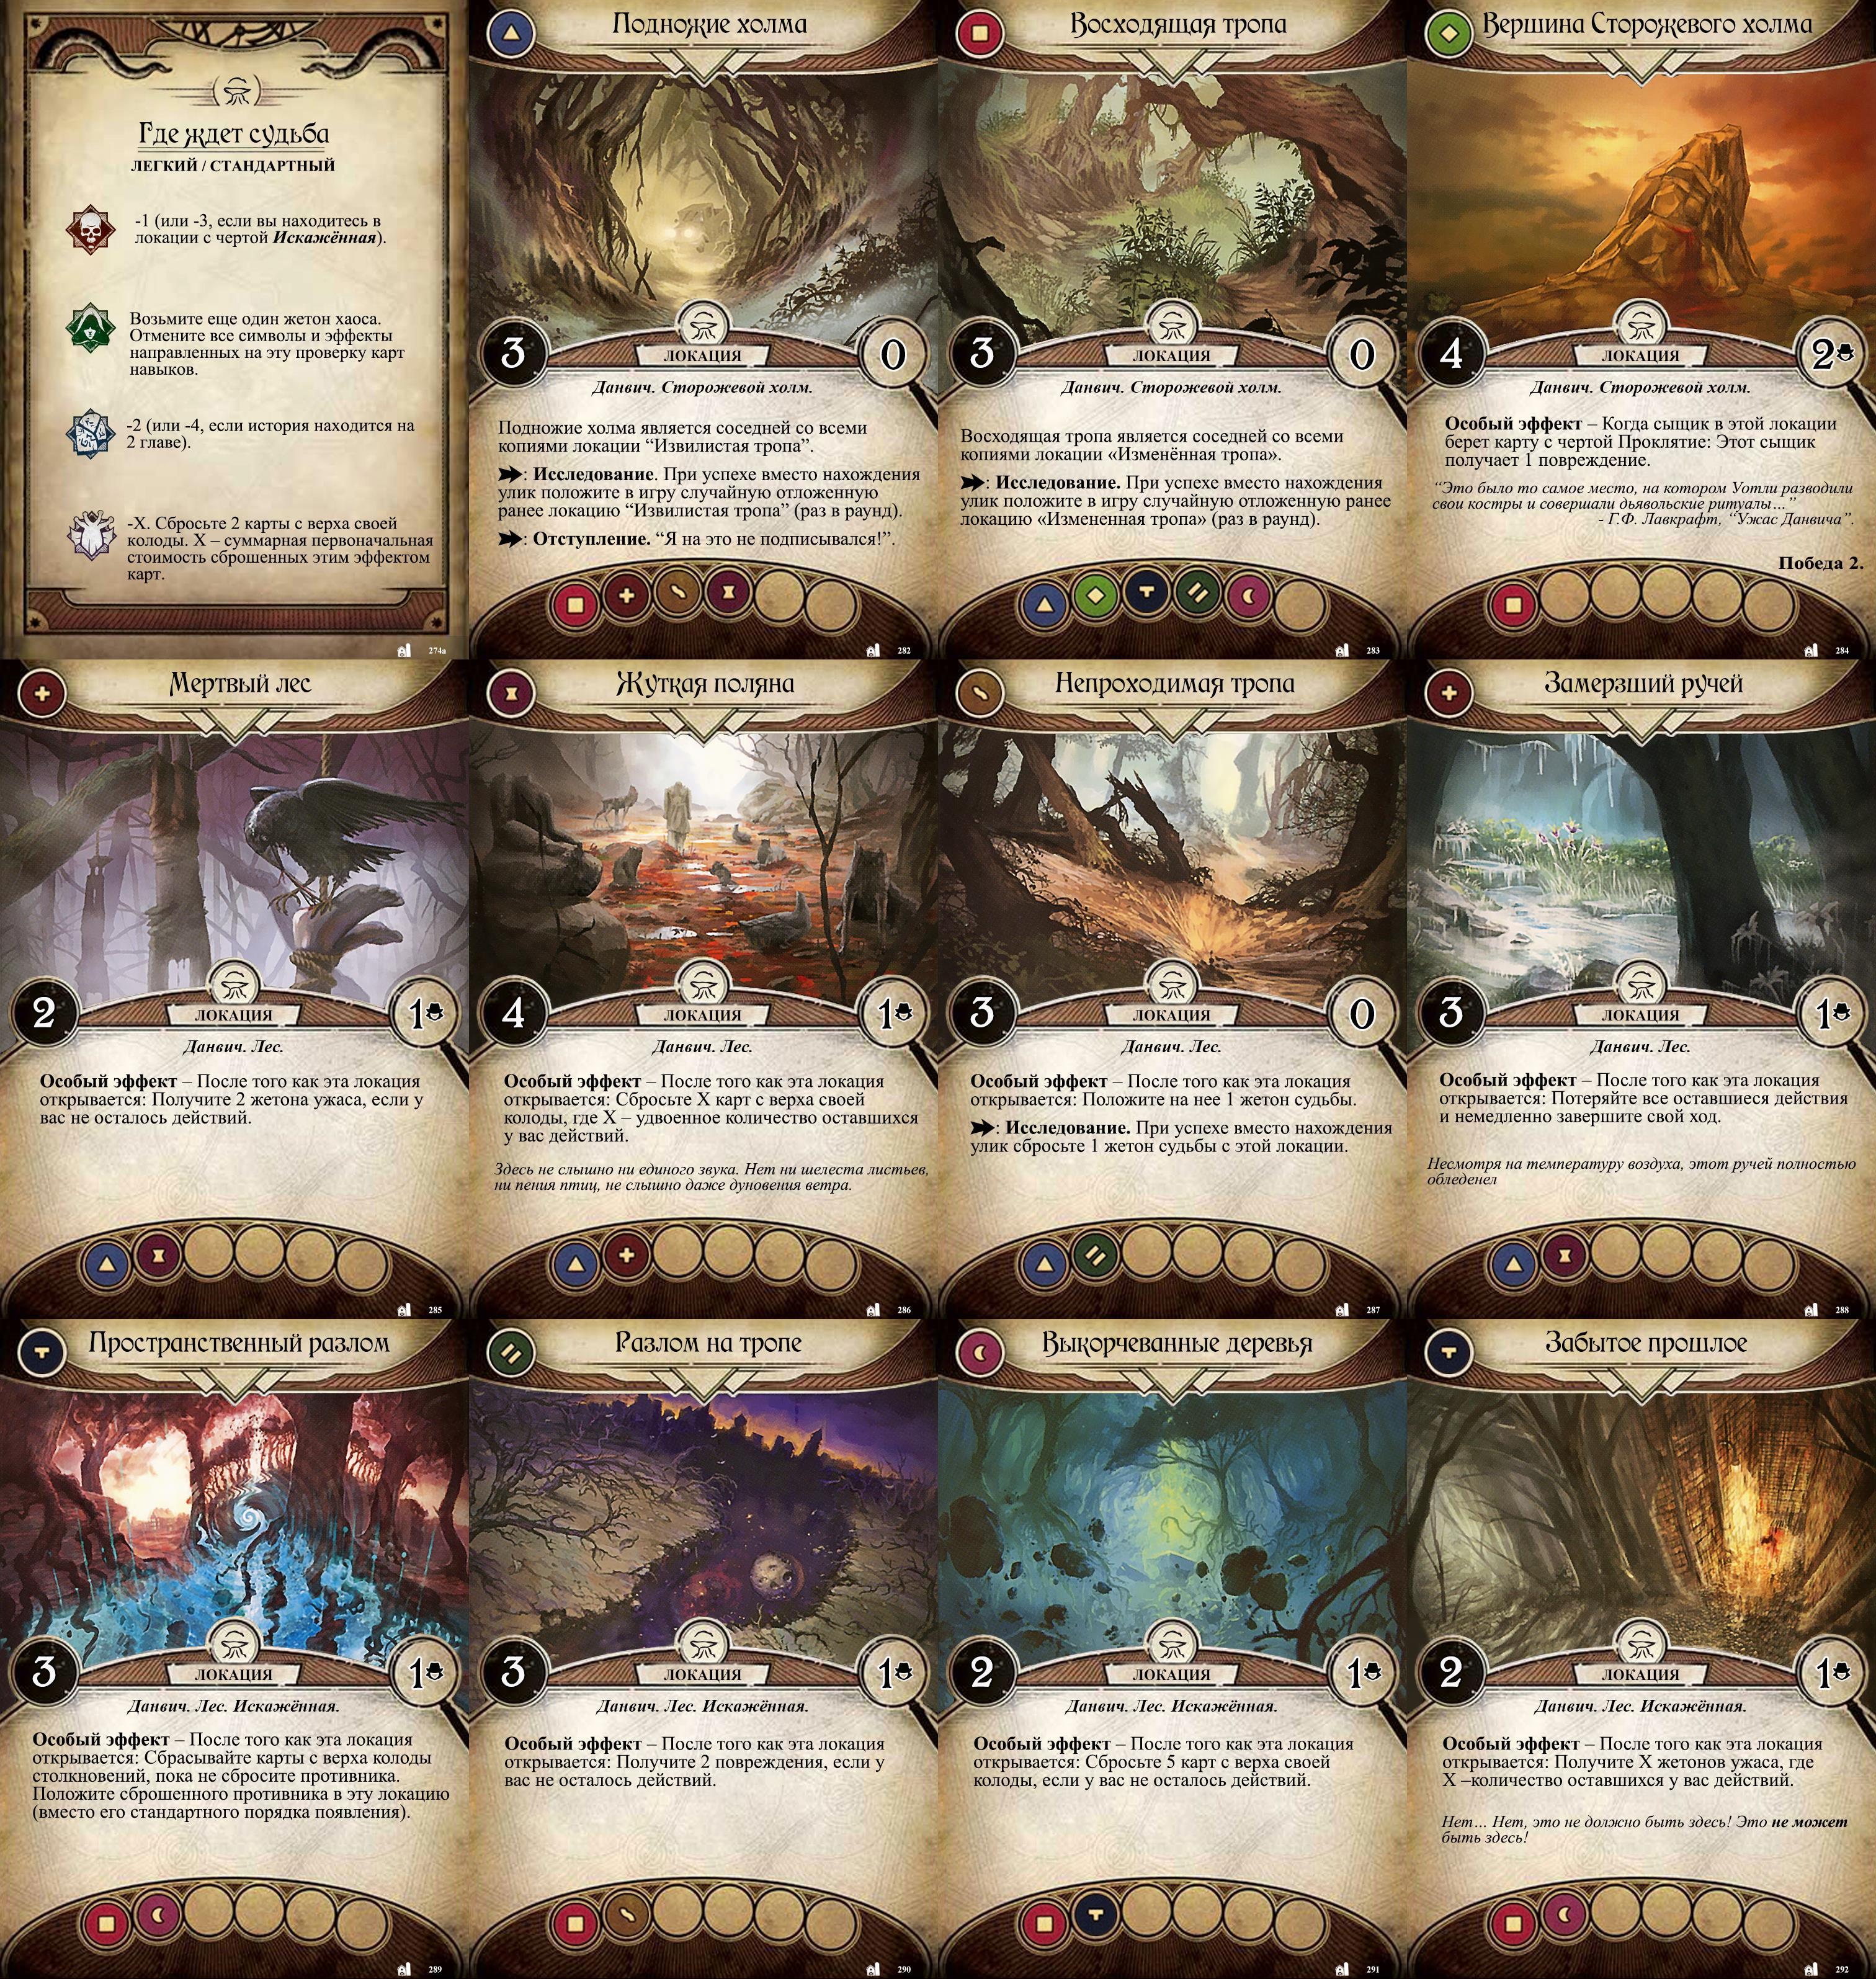 Где ждет судьба
ЛЕГКИЙ / СТАНДАРТНЫЙ
-1 (или -3, если вы находитесь в
локации с чертой Искажённая).
Возьмите еще один жетон хаоса.
Отмените все символы и эффекты
направленных на эту проверку карт
навыков.
-2 (или -4, если история находится на
2 главе).
-X. Сбросьте 2 карты с верха своей
колоды. X – суммарная первоначальная
стоимость сброшенных этим эффектом
карт.
274a
Подножие холма
3
ЛОКАЦИЯ
0
Данвич. Сторожевой холм.
Подножие холма является соседней со всеми
копиями локации “Извилистая тропа”.
: Исследование. При успехе вместо нахождения
улик положите в игру случайную отложенную
ранее локацию “Извилистая тропа” (раз в раунд).
: Отступление. “Я на это не подписывался!”.
282
Восходящая тропа
3
ЛОКАЦИЯ
0
Данвич. Сторожевой холм.
Восходящая тропа является соседней со всеми
копиями локации «Изменённая тропа».
: Исследование. При успехе вместо нахождения
улик положите в игру случайную отложенную ранее
локацию «Измененная тропа» (раз в раунд).
283
Вершина Сторожевого холма
4
ЛОКАЦИЯ
2
Данвич. Сторожевой холм.
Особый эффект – Когда сыщик в этой локации
берет карту с чертой Проклятие: Этот сыщик
получает 1 повреждение.
“Это было то самое место, на котором Уотли разводили
свои костры и совершали дьявольские ритуалы…”
- Г.Ф. Лавкрафт, “Ужас Данвича”.
Победа 2.
284
Мертвый лес
2
ЛОКАЦИЯ
1
Данвич. Лес.
Особый эффект – После того как эта локация
открывается: Получите 2 жетона ужаса, если у
вас не осталось действий.
285
Жуткая поляна
4
ЛОКАЦИЯ
1
Данвич. Лес.
Особый эффект – После того как эта локация
открывается: Сбросьте X карт с верха своей
колоды, где X – удвоенное количество оставшихся
у вас действий.
Здесь не слышно ни единого звука. Нет ни шелеста листьев,
ни пения птиц, не слышно даже дуновения ветра.
286
Непроходимая тропа
3
ЛОКАЦИЯ
0
Данвич. Лес.
Особый эффект – После того как эта локация
открывается: Положите на нее 1 жетон судьбы.
: Исследование. При успехе вместо нахождения
улик сбросьте 1 жетон судьбы с этой локации.
287
Замерзший ручей
3
ЛОКАЦИЯ
1
Данвич. Лес.
Особый эффект – После того как эта локация
открывается: Потеряйте все оставшиеся действия
и немедленно завершите свой ход.
Несмотря на температуру воздуха, этот ручей полностью
обледенел
288
Пространственный разлом
3
ЛОКАЦИЯ
1
Данвич. Лес. Искажённая.
Особый эффект – После того как эта локация
открывается: Сбрасывайте карты с верха колоды
столкновений, пока не сбросите противника.
Положите сброшенного противника в эту локацию
(вместо его стандартного порядка появления).
289
Разлом на тропе
3
ЛОКАЦИЯ
1
Данвич. Лес. Искажённая.
Особый эффект – После того как эта локация
открывается: Получите 2 повреждения, если у
вас не осталось действий.
290
Выкорчеванные деревья
2
ЛОКАЦИЯ
1
Данвич. Лес. Искажённая.
Особый эффект – После того как эта локация
открывается: Сбросьте 5 карт с верха своей
колоды, если у вас не осталось действий.
291
Забытое прошлое
2
ЛОКАЦИЯ
1
Данвич. Лес. Искажённая.
Особый эффект – После того как эта локация
открывается: Получите X жетонов ужаса, где
X –количество оставшихся у вас действий.
Нет… Нет, это не должно быть здесь! Это не может
быть здесь!
292